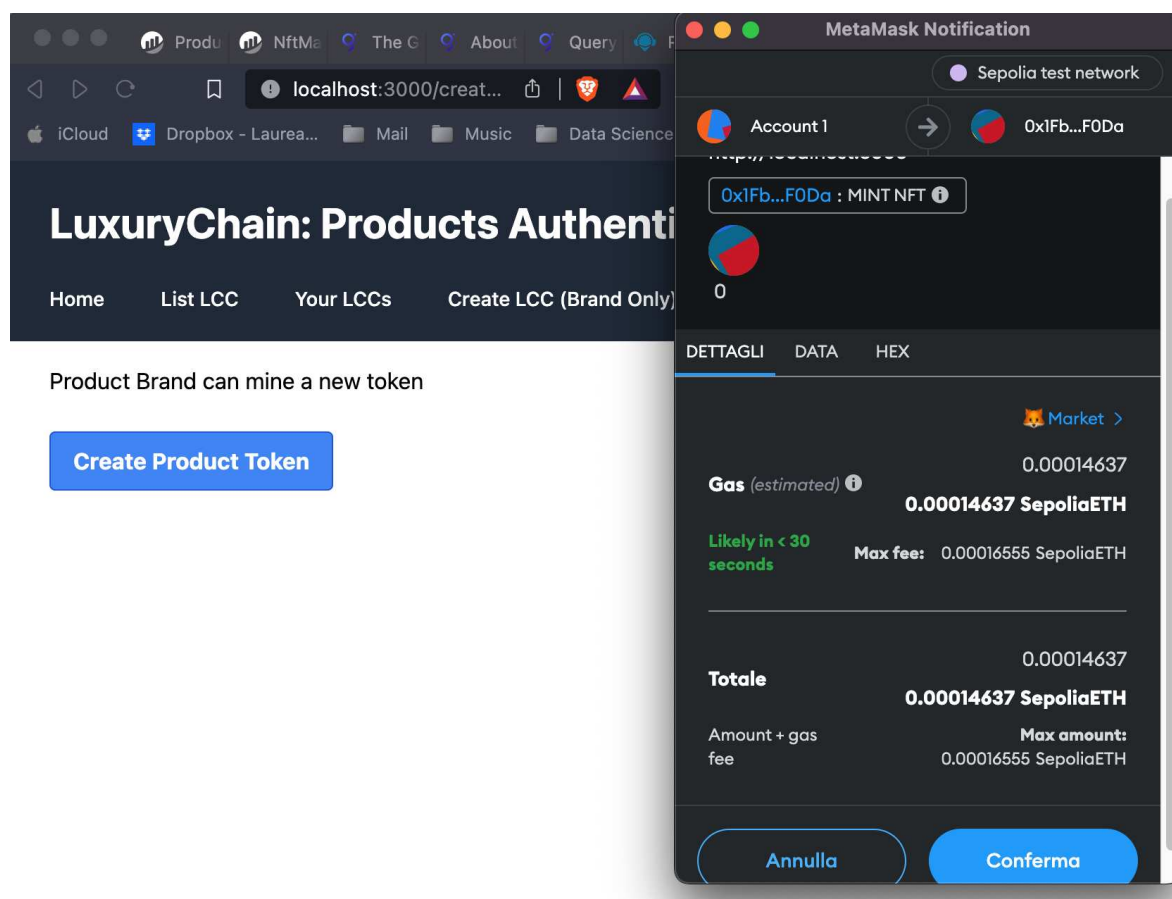 Produ
NftMa
The G
About
Query
localhost:3000/creat...
iCloud
Dropbox - Laurea...
Mail
Music
Data Science
LuxuryChain: Products Authenti
Home
List LCC
Your LCCs
Create LCC (Brand Only)
Product Brand can mine a new token
Create Product Token
MetaMask Notification
Sepolia test network
Account 1
0x1Fb...F0Da
0x1Fb...F0Da : MINT NFT
0
DETTAGLI
DATA
HEX
Market >
0.00014637
Gas (estimated)
0.00014637 SepoliaETH
Likely in < 30
seconds
Max fee: 0.00016555 SepoliaETH
0.00014637
Totale
0.00014637 SepoliaETH
Amount + gas
fee
Max amount:
0.00016555 SepoliaETH
Annulla
Conferma